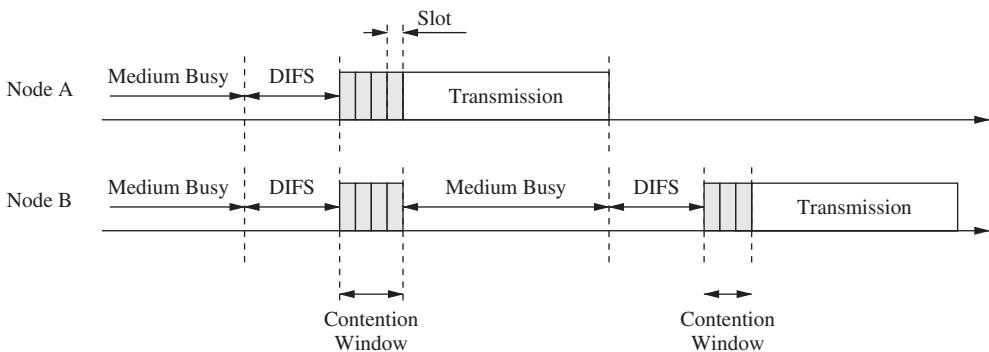 Slot
Node A
Medium Busy
DIFS
Transmission
Node B
Medium Busy
DIFS
Medium Busy
DIFS
Transmission
Contention
Window
Contention
Window